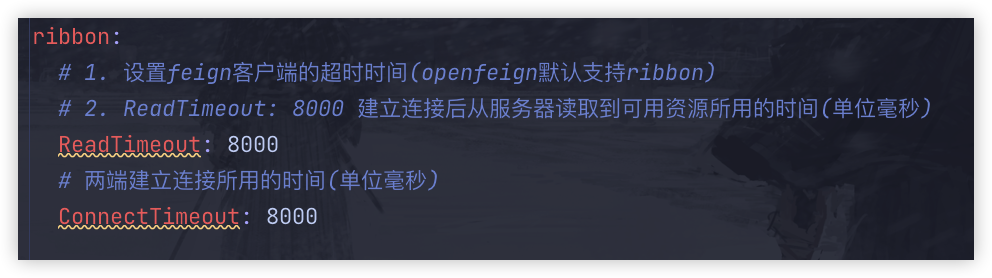 ribbon:
# 1. 设置feign客户端的超时时间(openfeign默认支持ribbon)
# 2. ReadTimeout: 8000 建立连接后从服务器读取到可用资源所用的时间(单位毫秒)
ReadTimeout: 8000
# 两端建立连接所用的时间(单位毫秒)
ConnectTimeout: 8000